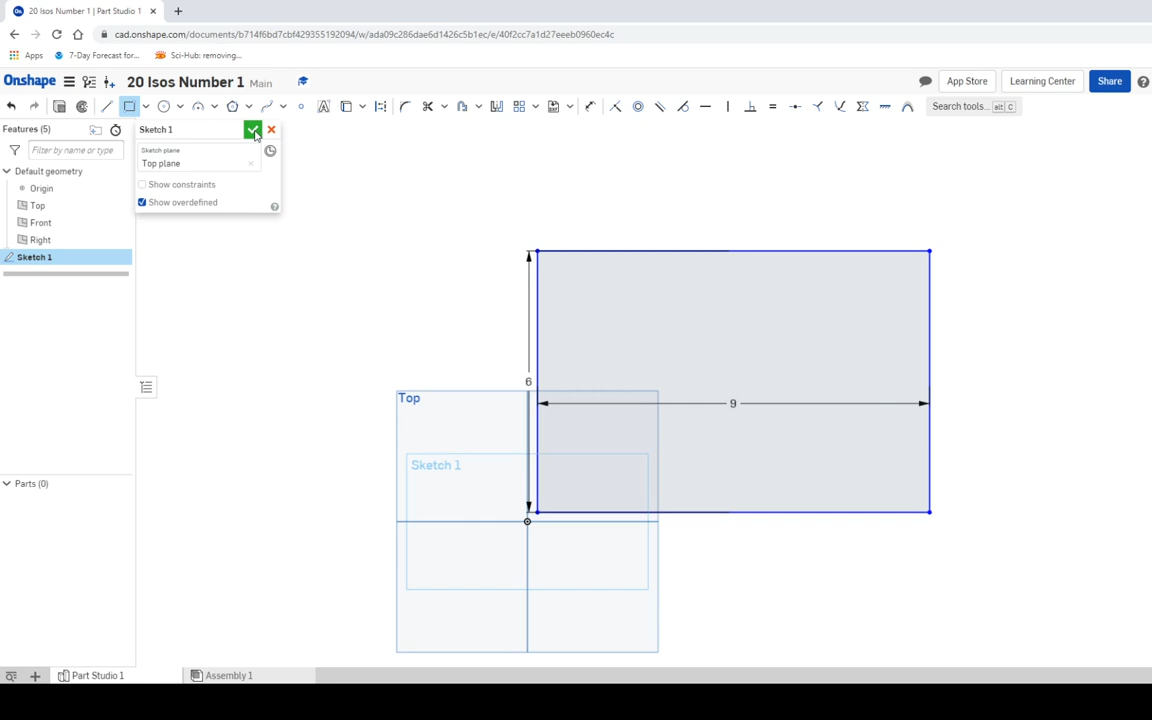 20 Isos Number 1 | Part Studio 1
cad.onshape.com/documents/b714f6bd7cbf429355192094/w/ada09c286dae6d1426c5b1ec/e/40f2cc7a1d27eeeb0960ec4c
Apps 7-Day Forecast for... Sci-Hub: removing...
Onshape 20 Isos Number 1 Main App Store Learning Center Share
Search tools... alt C
Features (5) Sketch 1
Filter by name or type
Sketch plane
Top plane
Default geometry
Show constraints
Origin
Show overdefined
Top
Front
Right
Sketch 1
6
Top
9
Sketch 1
Parts (0)
Part Studio 1 Assembly 1